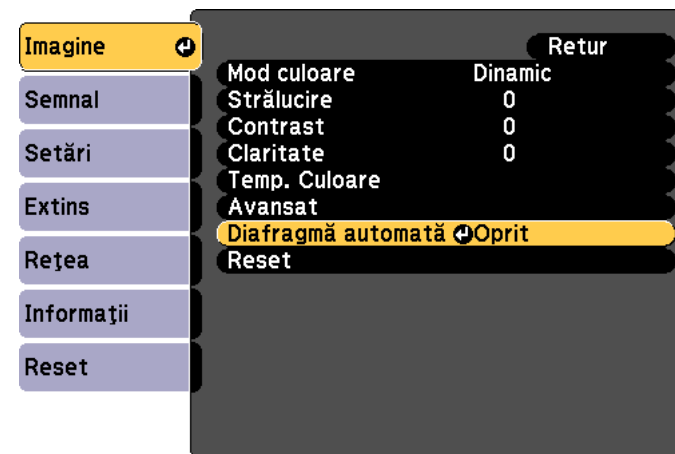 Imagine
Semnal
Setări
Extins
Reţea
Informaţii
Reset
Retur
Mod culoare Dinamic
Strălucire 0
Contrast 0
Claritate 0
Temp. Culoare
Avansat
Diafragmă automată Oprit
Reset